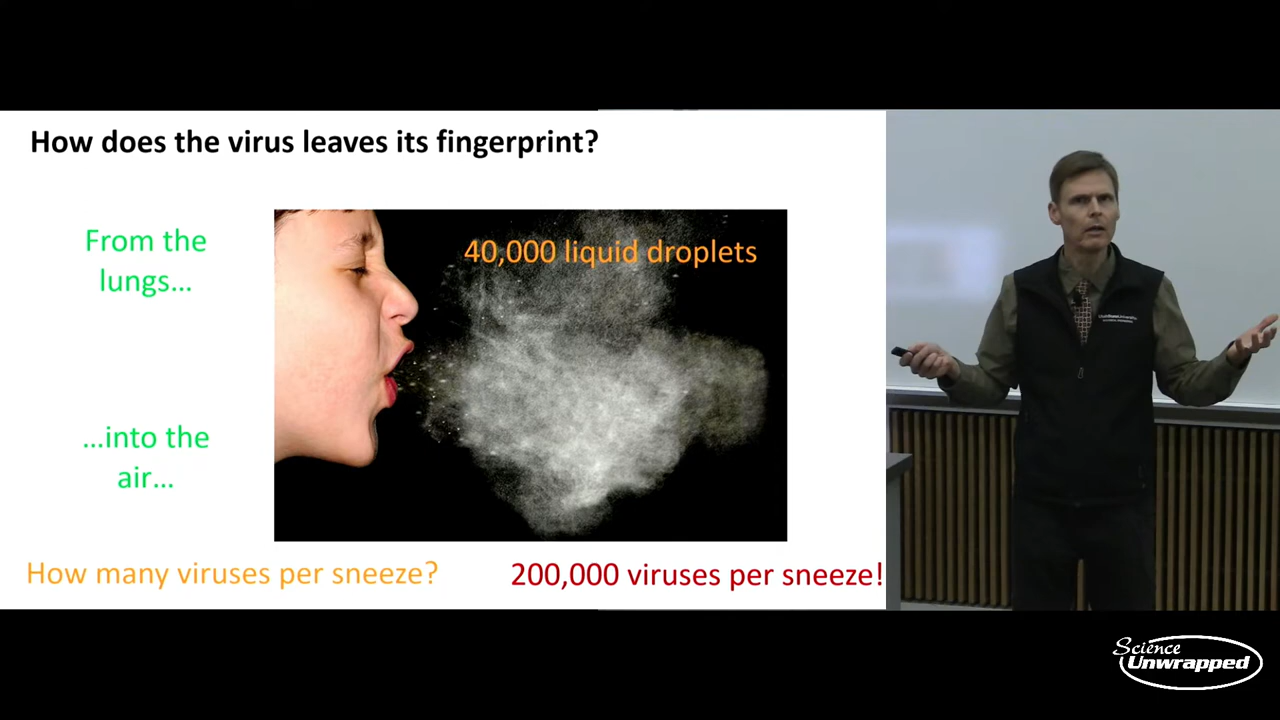 How does the virus leaves its fingerprint?
From the
lungs...
40,000 liquid droplets
...into the
air...
How many viruses per sneeze?
200,000 viruses per sneeze!
Science
Unwrapped